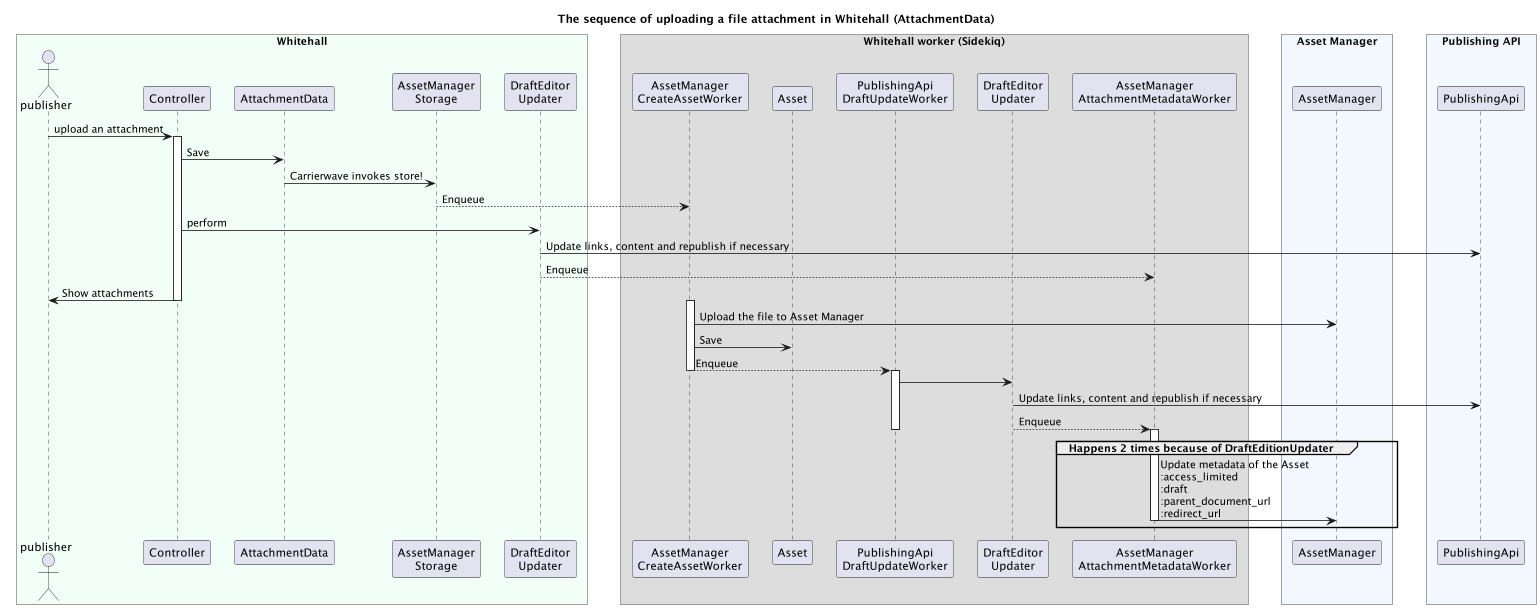 The sequence of uploading a file attachment in Whitehall (AttachmentData)
Whitehall
Whitehall worker (Sidekiq)
Asset Manager
Publishing API
publisher
Controller
AttachmentData
AssetManager
Storage
DraftEditor
Updater
AssetManager
CreateAssetWorker
Asset
PublishingApi
DraftUpdateWorker
DraftEditor
Updater
AssetManager
AttachmentMetadataWorker
AssetManager
PublishingApi
upload an attachment
Save
Carrierwave invokes store!
Enqueue
perform
Update links, content and republish if necessary
Enqueue
Show attachments
Upload the file to Asset Manager
Save
Enqueue
Update links, content and republish if necessary
Enqueue
Happens 2 times because of DraftEditionUpdater
Update metadata of the Asset
:access_limited
:draft
:parent_document_url
:redirect_url
publisher
Controller
AttachmentData
AssetManager
Storage
DraftEditor
Updater
AssetManager
CreateAssetWorker
Asset
PublishingApi
DraftUpdateWorker
DraftEditor
Updater
AssetManager
AttachmentMetadataWorker
AssetManager
PublishingApi